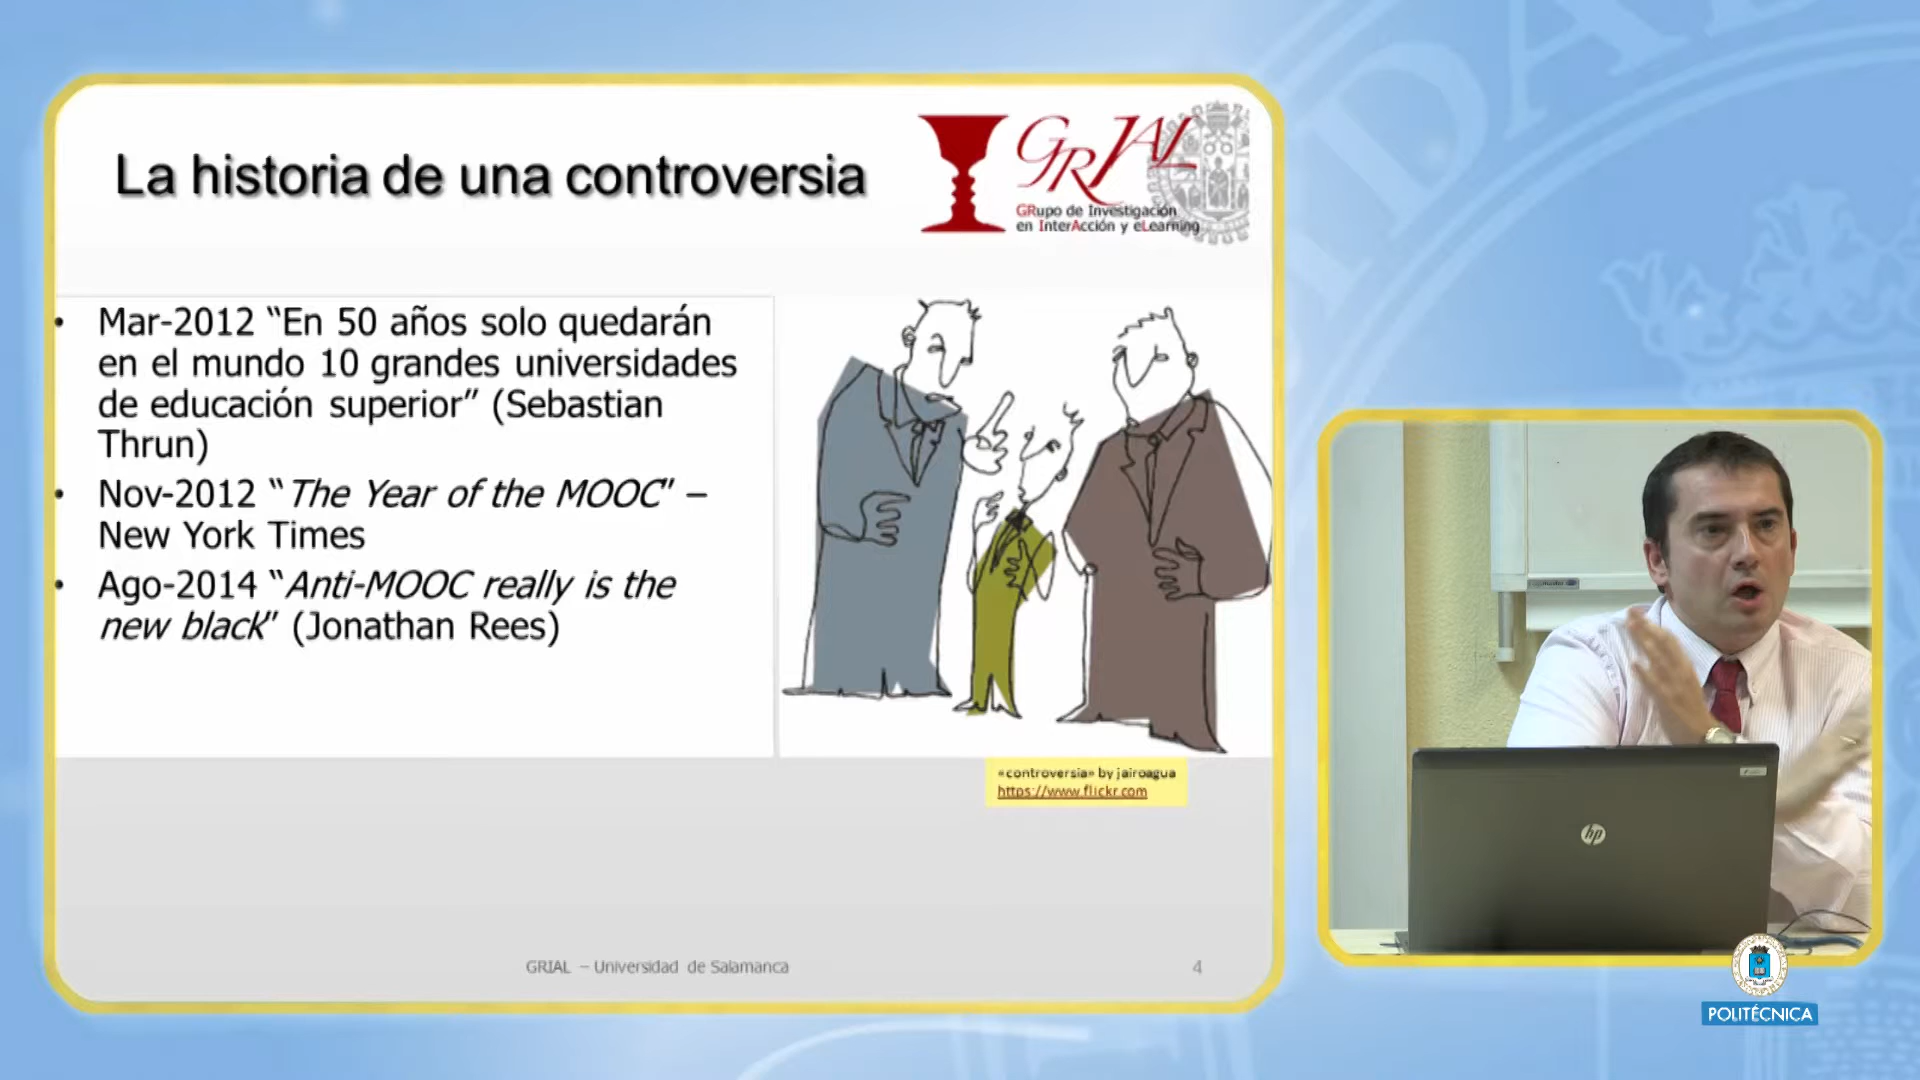 La historia de una controversia
GRIAL
GRupo de Investigación
en InterAcción y eLearning
• Mar-2012 “En 50 años solo quedarán
en el mundo 10 grandes universidades
de educación superior” (Sebastian
Thrun)
• Nov-2012 “The Year of the MOOC” –
New York Times
• Ago-2014 “Anti-MOOC really is the
new black” (Jonathan Rees)
«controversia» by jairoagua
https://www.flickr.com
GRIAL – Universidad de Salamanca
4
hp
POLITÉCNICA